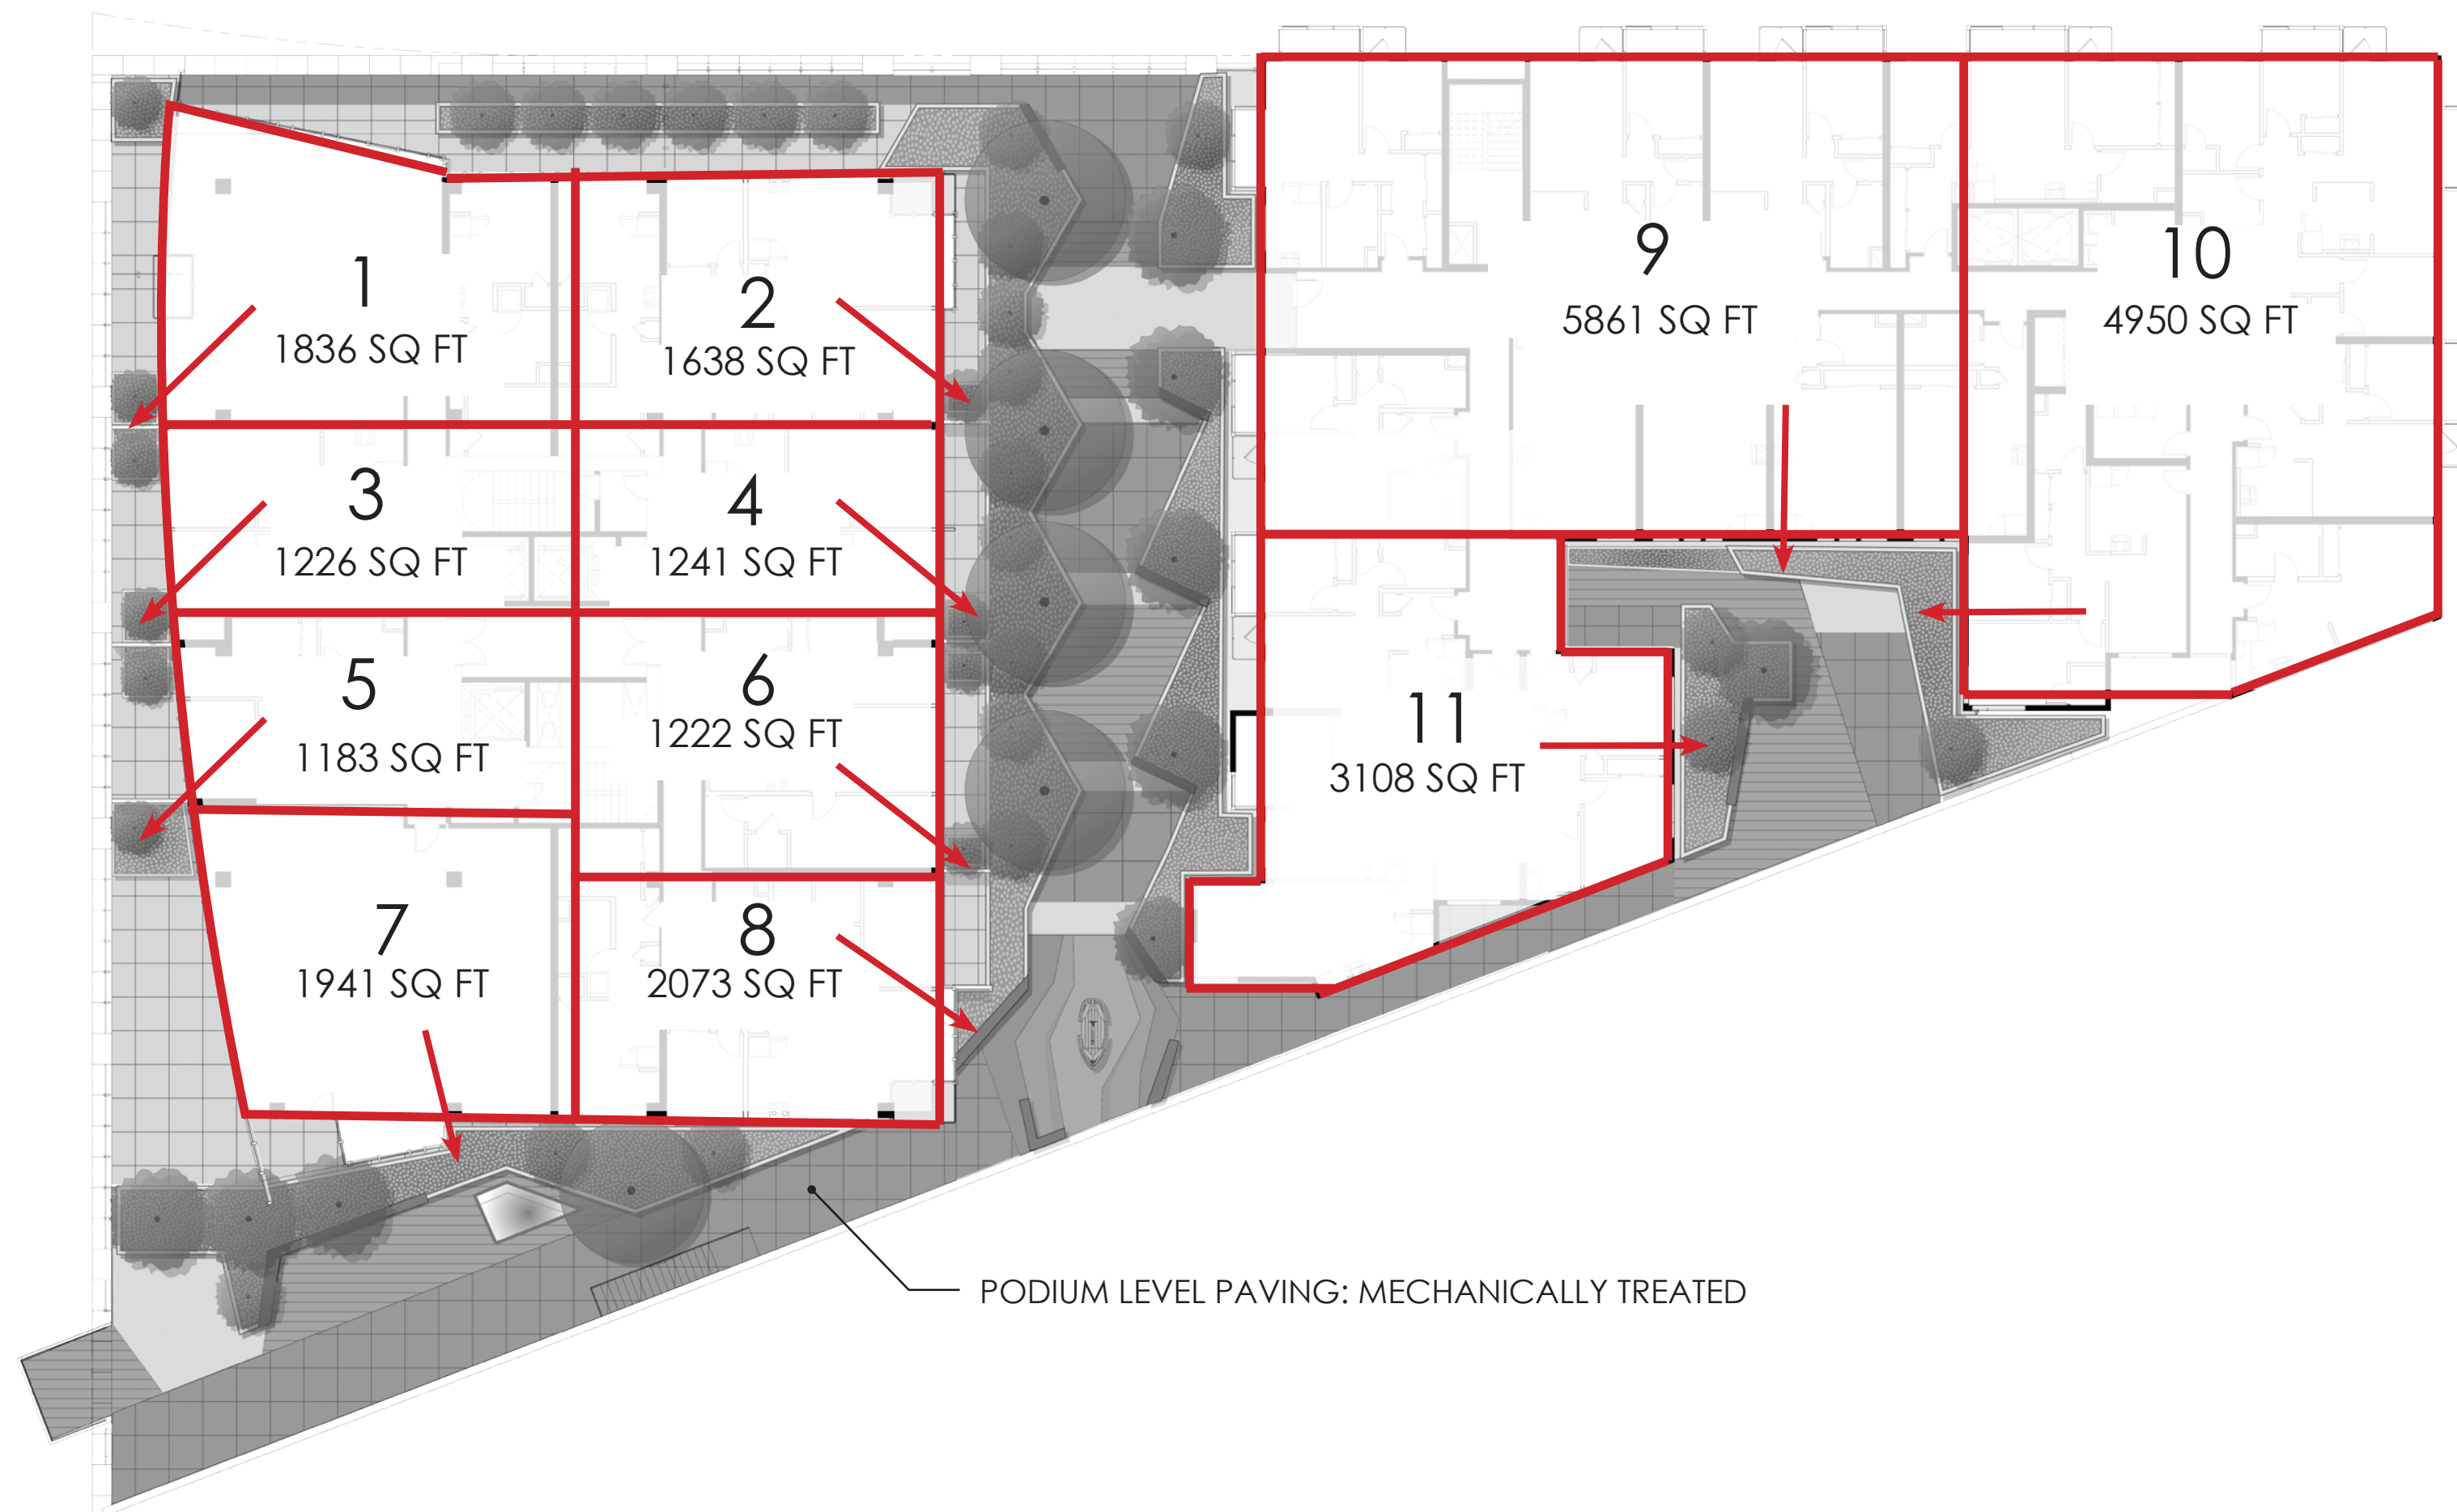 1
1836 SQ FT
2
1638 SQ FT
3
1226 SQ FT
4
1241 SQ FT
5
1183 SQ FT
6
1222 SQ FT
7
1941 SQ FT
8
2073 SQ FT
9
5861 SQ FT
10
4950 SQ FT
11
3108 SQ FT
PODIUM LEVEL PAVING: MECHANICALLY TREATED